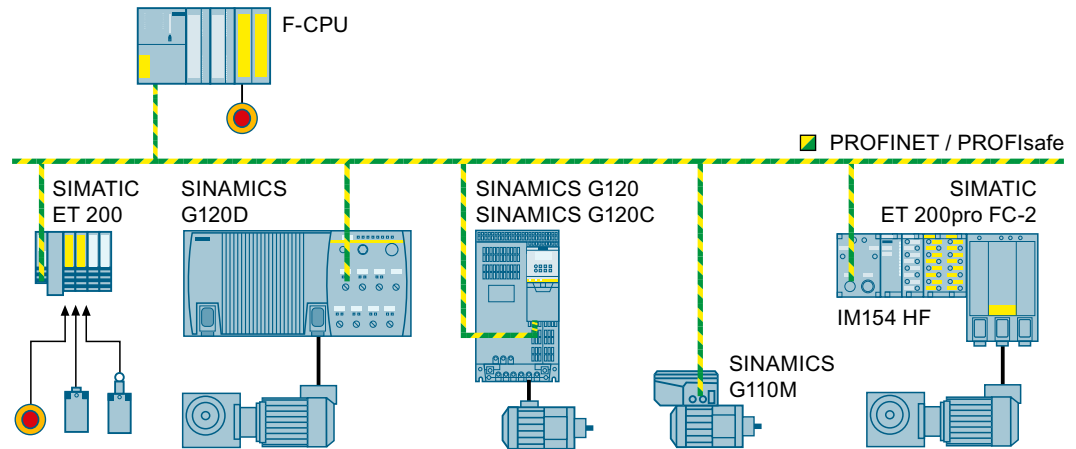 F-CPU
PROFINET / PROFIsafe
SIMATIC
ET 200
SINAMICS
G120D
SINAMICS G120
SINAMICS G120C
SIMATIC
ET 200pro FC-2
IM154 HF
SINAMICS
G110M